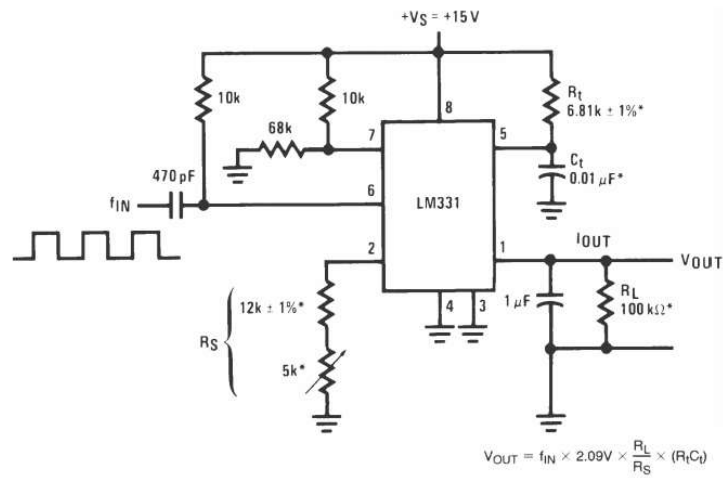 +VS = +15 V
10k
10k
Rt
6.81k ± 1%*
8
68k
7
5
Ct
0.01 µF*
470 pF
fIN
6
LM331
2
1
IOUT
VOUT
12k ± 1%*
RS
5k*
4
3
1 µF
RL
100 kΩ*
VOUT = fIN × 2.09V × RL/RS × (RtCt)